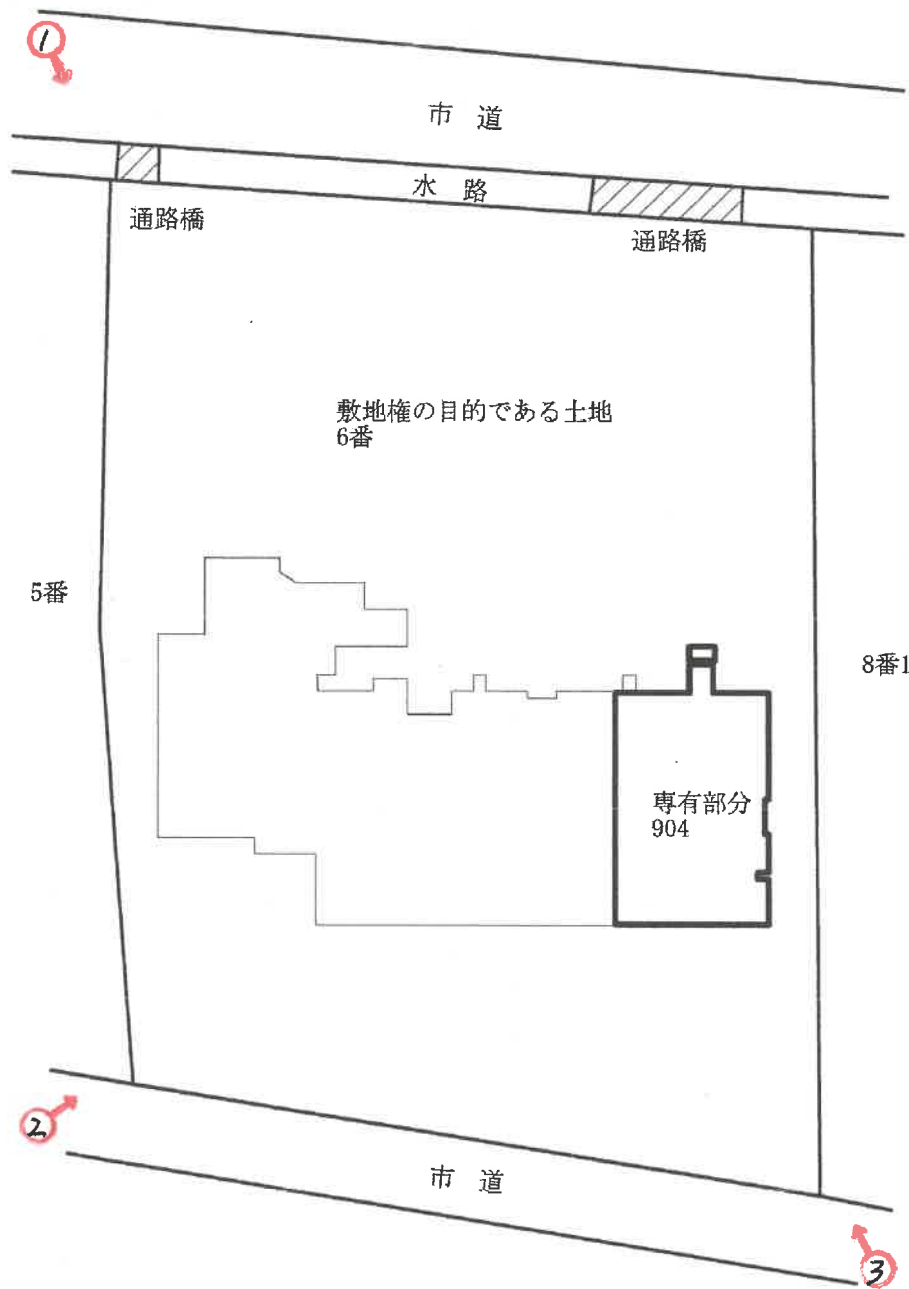 1
市 道
水 路
通路橋
通路橋
敷地権の目的である土地
6番
5番
8番1
専有部分
904
2
市 道
3